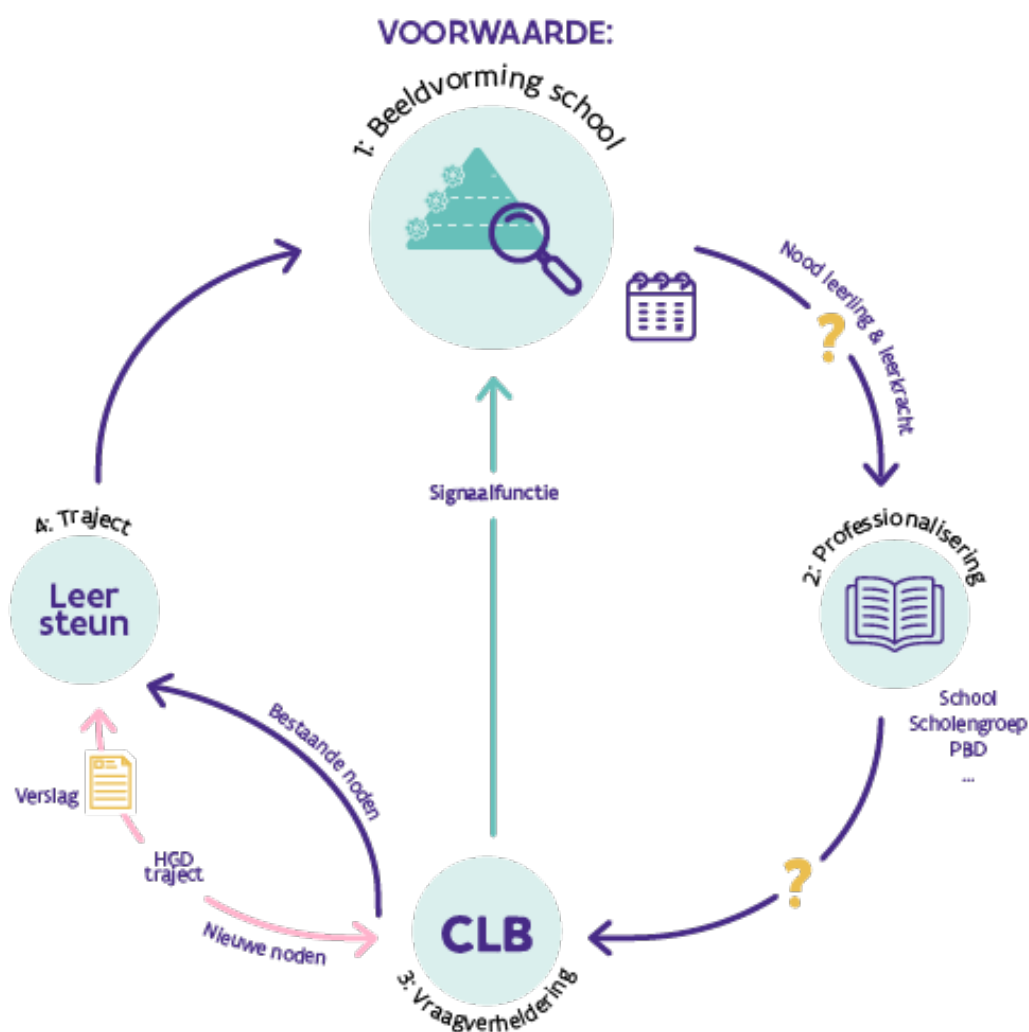 VOORWAARDE:
1: Beeldvorming school
Nood leerling & leerkracht
?
Signaalfunctie
4: Traject
Leer
steun
2: Professionalisering
School
Scholengroep
PBD
...
Bestaande noden
Verslag
HGD
traject
Nieuwe noden
?
CLB
3: Vraagverheldering